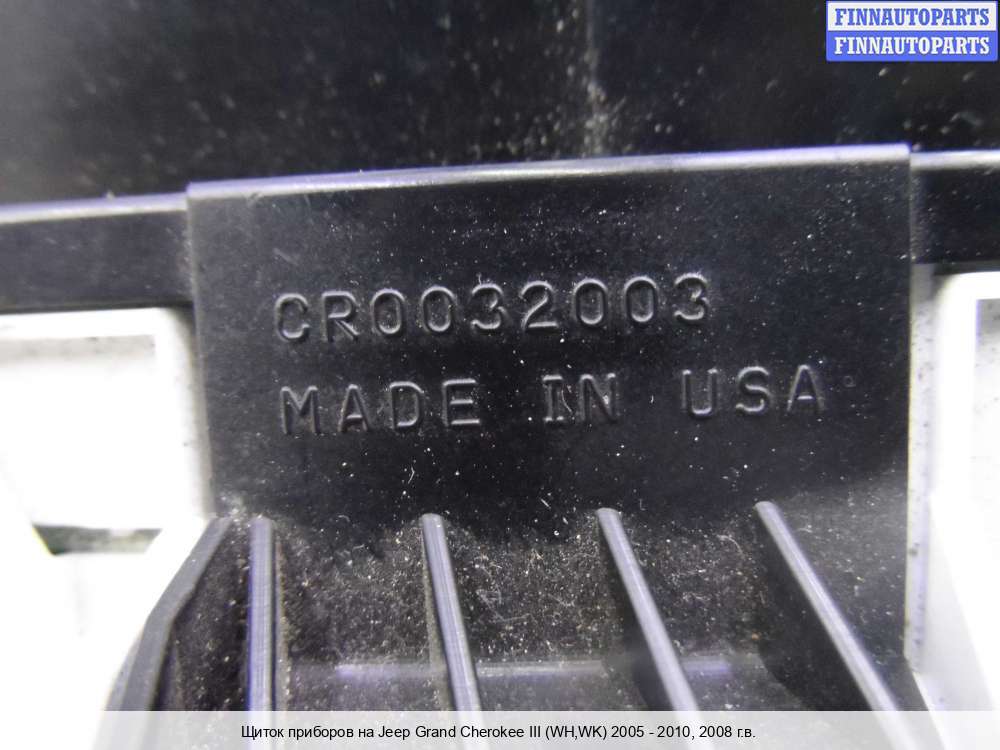 FINNAUTOPARTS
FINNAUTOPARTS
CR0032003
MADE IN USA
Щиток приборов на Jeep Grand Cherokee III (WH,WK) 2005 - 2010, 2008 г.в.